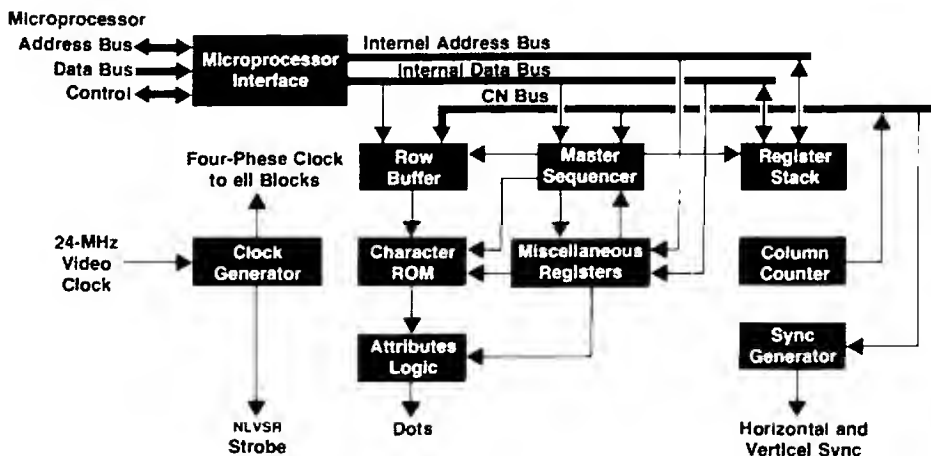 Microprocessor
Address Bus
Data Bus
Control
Microprocessor
Interface
Internel Address Bus
Internal Data Bus
CN Bus
Four-Phese Clock
to ell Blocks
Row
Buffer
Master
Sequencer
Register
Stack
24-MHz
Video
Clock
Clock
Generator
Character
ROM
Miscellaneous
Registers
Column
Counter
Attributes
Logic
Sync
Generator
NLVSR
Strobe
Dots
Horizontal and
Verticel Sync